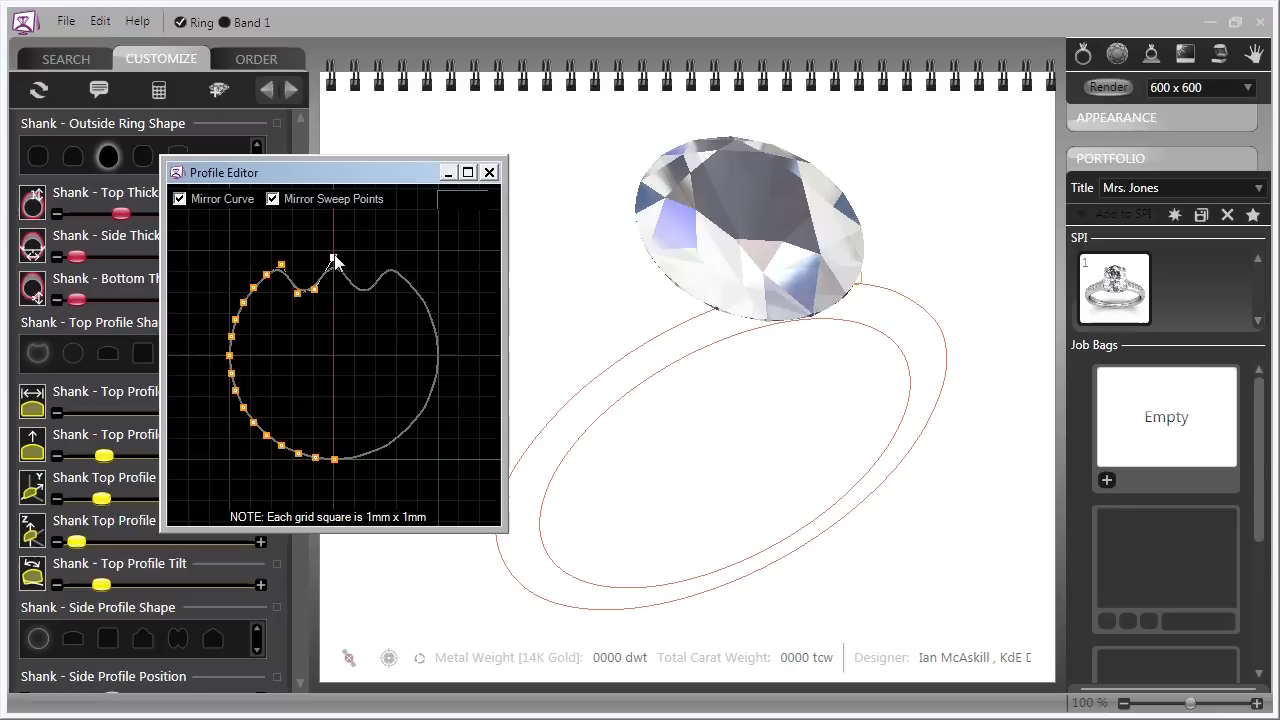 File Edit Help Ring Band 1
SEARCH CUSTOMIZE ORDER
Shank - Outside Ring Shape
Shank - Top Thick
Shank - Side Thick
Shank - Bottom Th
Shank - Top Profile Sha
Shank - Top Profil
Shank - Top Profil
Shank Top Profile
Shank Top Profile
Shank - Top Profile Tilt
Shank - Side Profile Shape
Shank - Side Profile Position
Profile Editor
Mirror Curve Mirror Sweep Points
NOTE: Each grid square is 1mm x 1mm
Metal Weight [14K Gold]: 0000 dwt Total Carat Weight: 0000 tcw Designer: Ian McAskill , KdE D
Render 600 x 600
APPEARANCE
PORTFOLIO
Title Mrs. Jones
Add to SPI
SPI
1
Job Bags
Empty
100 %